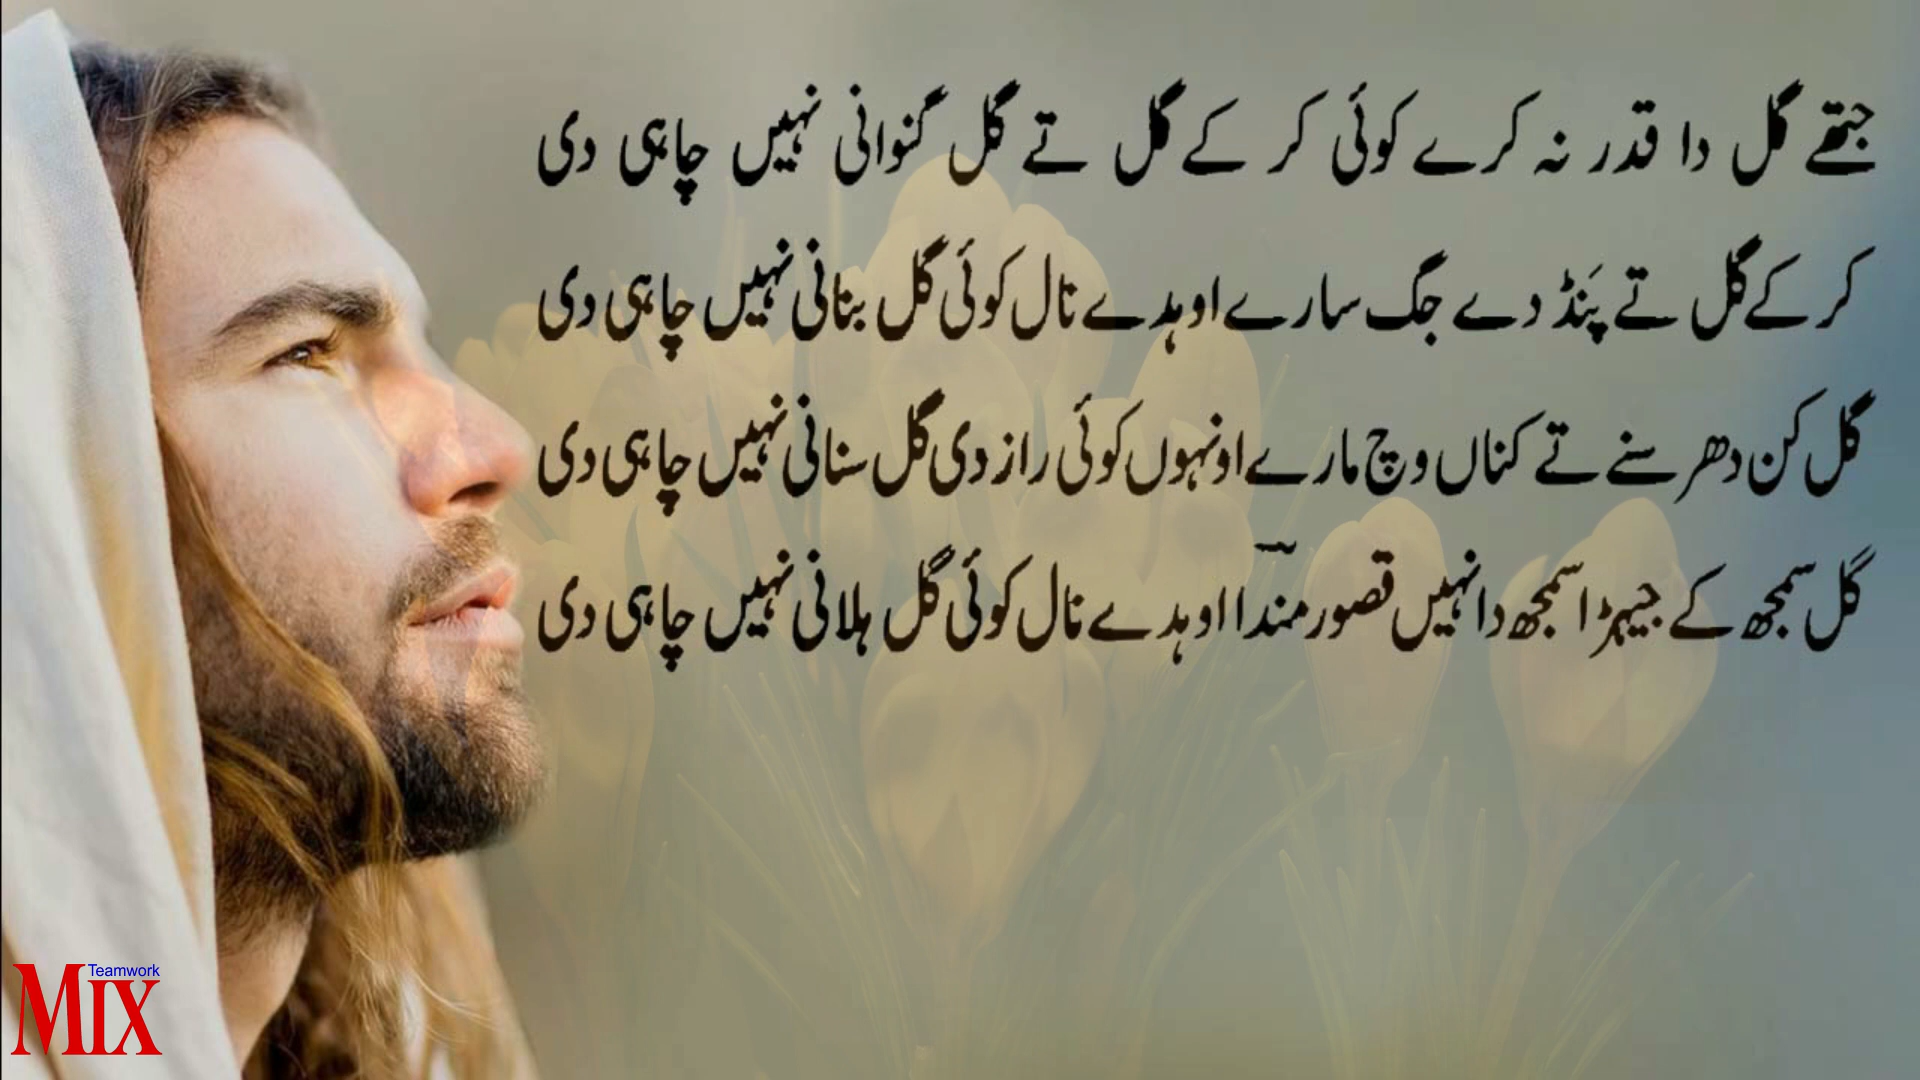 جتھے گل دا قدر نہ کرے کوئی کر کے گل تے گل گنوانی نہیں چاہی دی
کر کے گل تے پَنڈ دے جگ سارے اوہدے نال کوئی گل بنانی نہیں چاہی دی
گل کن دھر سنے تے کناں وچ مارے اونہوں کوئی راز دی گل سنانی نہیں چاہی دی
گل سمجھ کے جیہڑا سمجھ دا نہیں قصور مندا اوہدے نال کوئی گل ہلانی نہیں چاہی دی
Teamwork
MIX